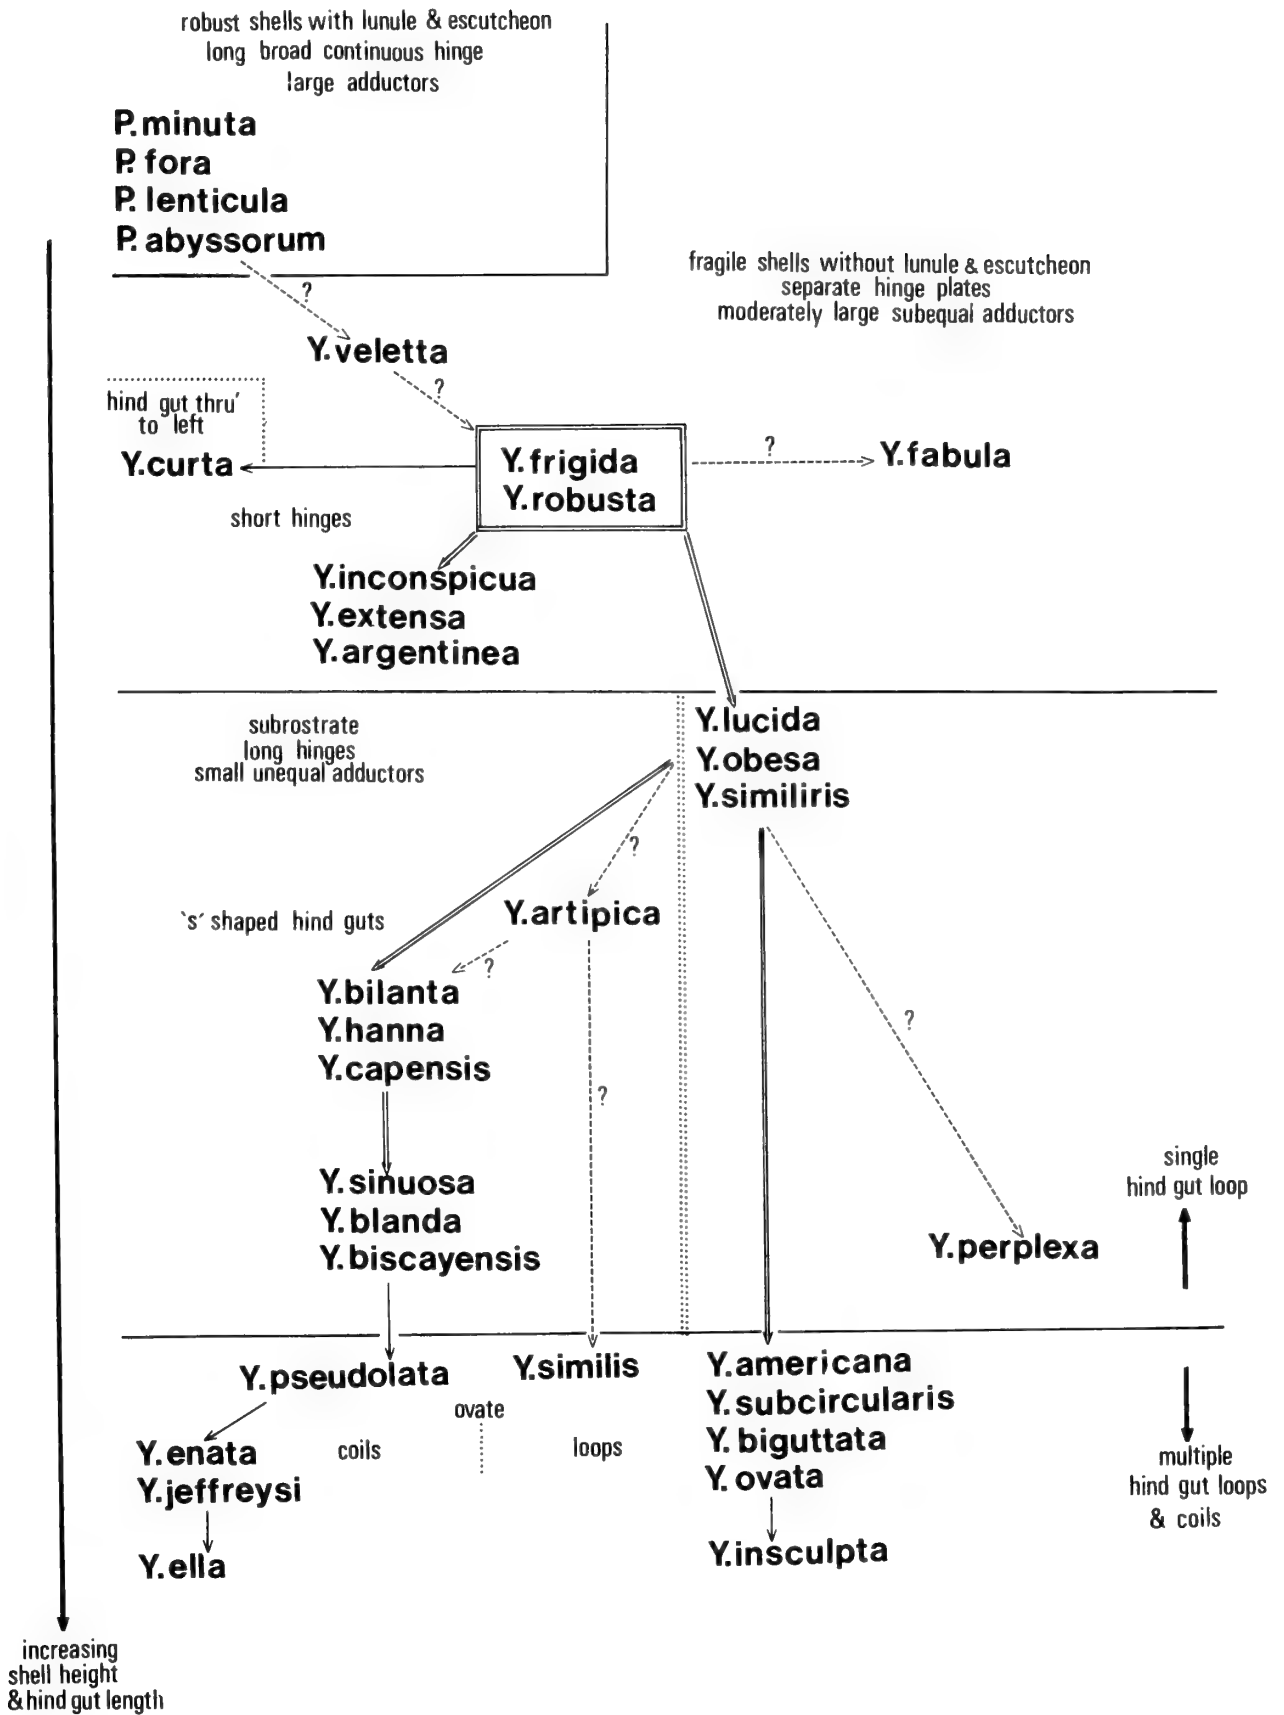 robust shells with lunule & escutcheon
long broad continuous hinge
large adductors
P. minuta
P. fora
P. lenticula
P. abyssorum
fragile shells without lunule & escutcheon
separate hinge plates
moderately large subequal adductors
?
Y. veletta
?
hind gut thru'
to left
Y. curta
Y. frigida
Y. robusta
?
Y. fabula
short hinges
Y. inconspicua
Y. extensa
Y. argentinea
subrostrate
long hinges
small unequal adductors
Y. lucida
Y. obesa
Y. similiris
?
's' shaped hind guts
Y. artipica
?
Y. bilanta
Y. hanna
Y. capensis
?
?
Y. sinuosa
Y. blanda
Y. biscayensis
single
hind gut loop
Y. perplexa
Y. pseudolata
Y. similis
Y. americana
Y. subcircularis
Y. biguttata
Y. ovata
ovate
coils
loops
Y. enata
Y. jeffreysi
multiple
hind gut loops
& coils
Y. ella
Y. insculpta
increasing
shell height
& hind gut length